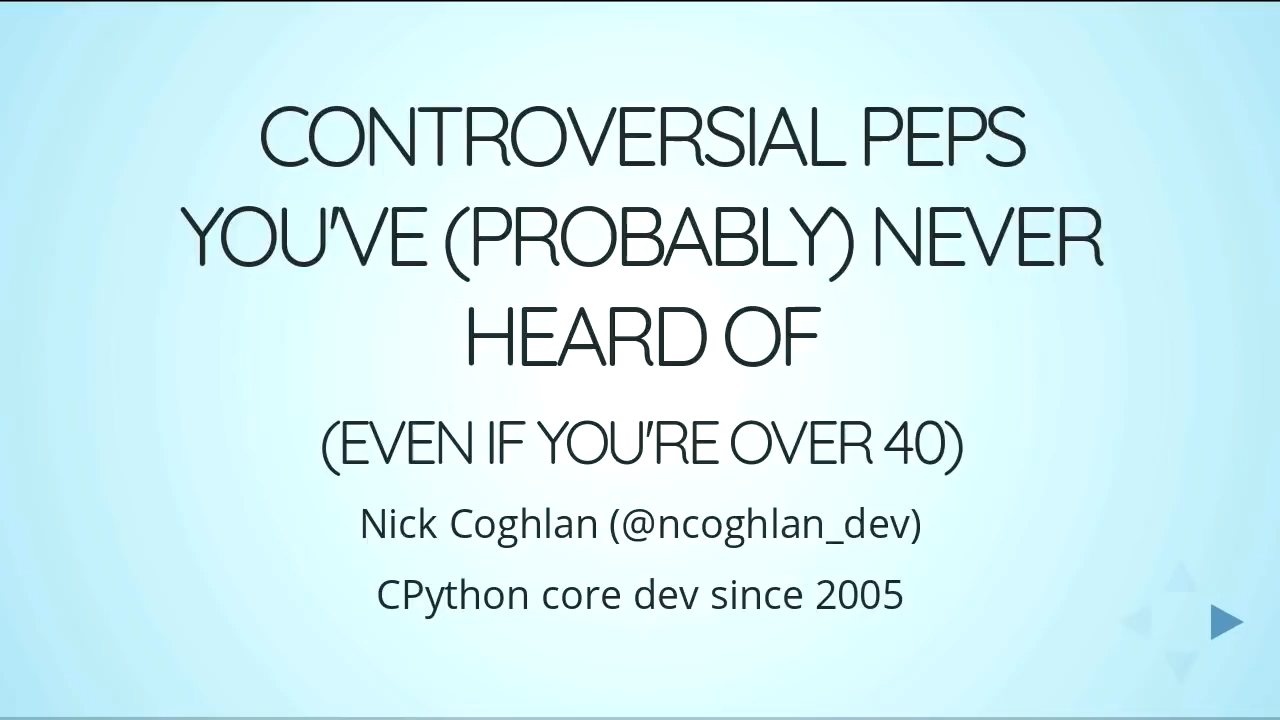 CONTROVERSIAL PEPS
YOU'VE (PROBABLY) NEVER
HEARD OF
(EVEN IF YOU'RE OVER 40)
Nick Coghlan (@ncoghlan_dev)
CPython core dev since 2005